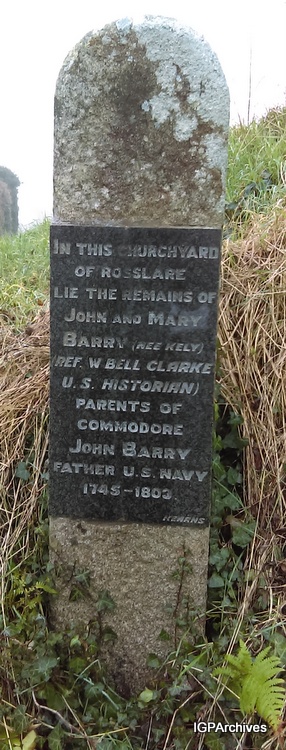 IN THIS CHURCHYARD
OF ROSSLARE
LIE THE REMAINS OF
JOHN AND MARY
BARRY (NEE KELY)
(REF. W BELL CLARKE
U.S. HISTORIAN)
PARENTS OF
COMMODORE
JOHN BARRY
FATHER U.S. NAVY
1745-1803.
KERANS
IGPArchives